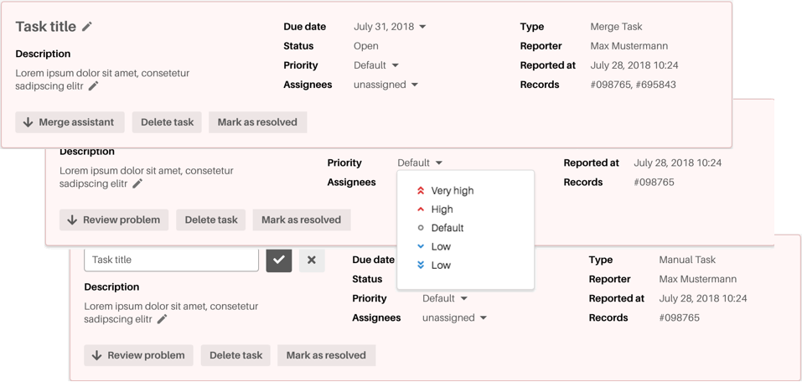 Task title
Due date July 31, 2018
Type Merge Task
Status Open
Reporter Max Mustermann
Description
Priority Default
Reported at July 28, 2018 10:24
Lorem ipsum dolor sit amet, consetetur
sadipscing elitr
Assignees unassigned
Records #098765, #695843
Merge assistant Delete task Mark as resolved
Description
Priority Default
Reported at July 28, 2018 10:24
Lorem ipsum dolor sit amet, consetetur
sadipscing elitr
Assignees
Records #098765
Very high
High
Default
Low
Low
Review problem Delete task Mark as resolved
Task title
Due date
Type Manual Task
Status
Reporter Max Mustermann
Description
Priority Default
Reported at July 28, 2018 10:24
Lorem ipsum dolor sit amet, consetetur
sadipscing elitr
Assignees unassigned
Records #098765
Review problem Delete task Mark as resolved